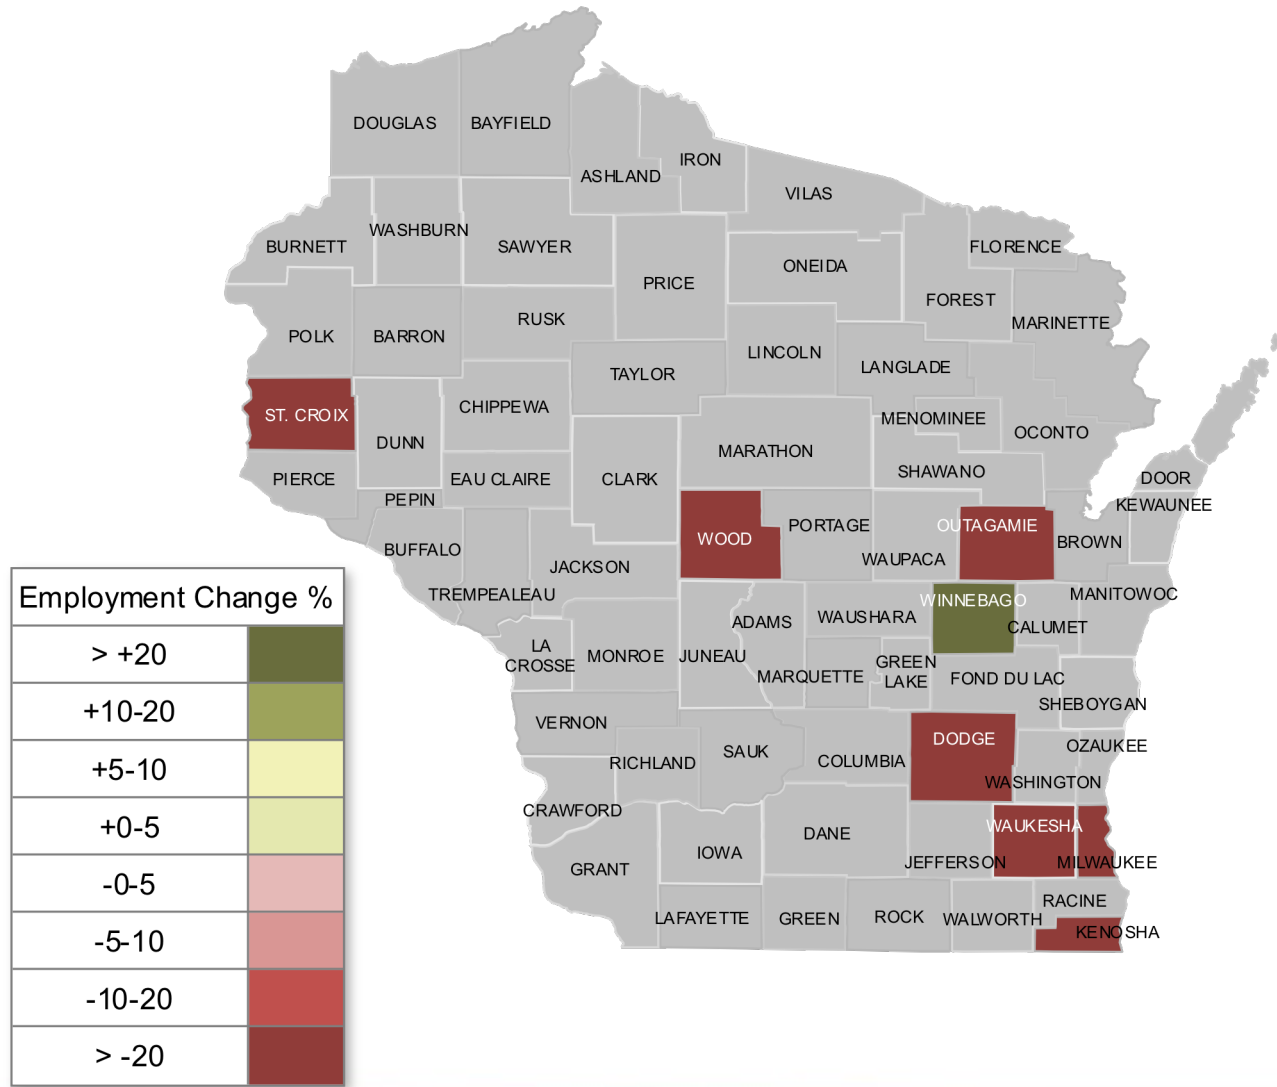 DOUGLAS
BAYFIELD
ASHLAND
IRON
VILAS
BURNETT
WASHBURN
SAWYER
PRICE
ONEIDA
FLORENCE
FOREST
MARINETTE
POLK
BARRON
RUSK
TAYLOR
LINCOLN
LANGLADE
ST. CROIX
DUNN
CHIPPEWA
MENOMINEE
OCONTO
MARATHON
SHAWANO
DOOR
PIERCE
PEPIN
EAU CLAIRE
CLARK
KEWAUNEE
WOOD
PORTAGE
WAUPACA
OUTAGAMIE
BROWN
BUFFALO
TREMPEALEAU
JACKSON
ADAMS
WAUSHARA
WINNEBAGO
CALUMET
MANITOWOC
LA
CROSSE
MONROE
JUNEAU
MARQUETTE
GREEN
LAKE
FOND DU LAC
SHEBOYGAN
VERNON
RICHLAND
SAUK
COLUMBIA
DODGE
WASHINGTON
OZAUKEE
CRAWFORD
GRANT
IOWA
DANE
JEFFERSON
WAUKESHA
MILWAUKEE
LAFAYETTE
GREEN
ROCK
WALWORTH
RACINE
KENOSHA
Employment Change %
> +20
+10-20
+5-10
+0-5
-0-5
-5-10
-10-20
> -20